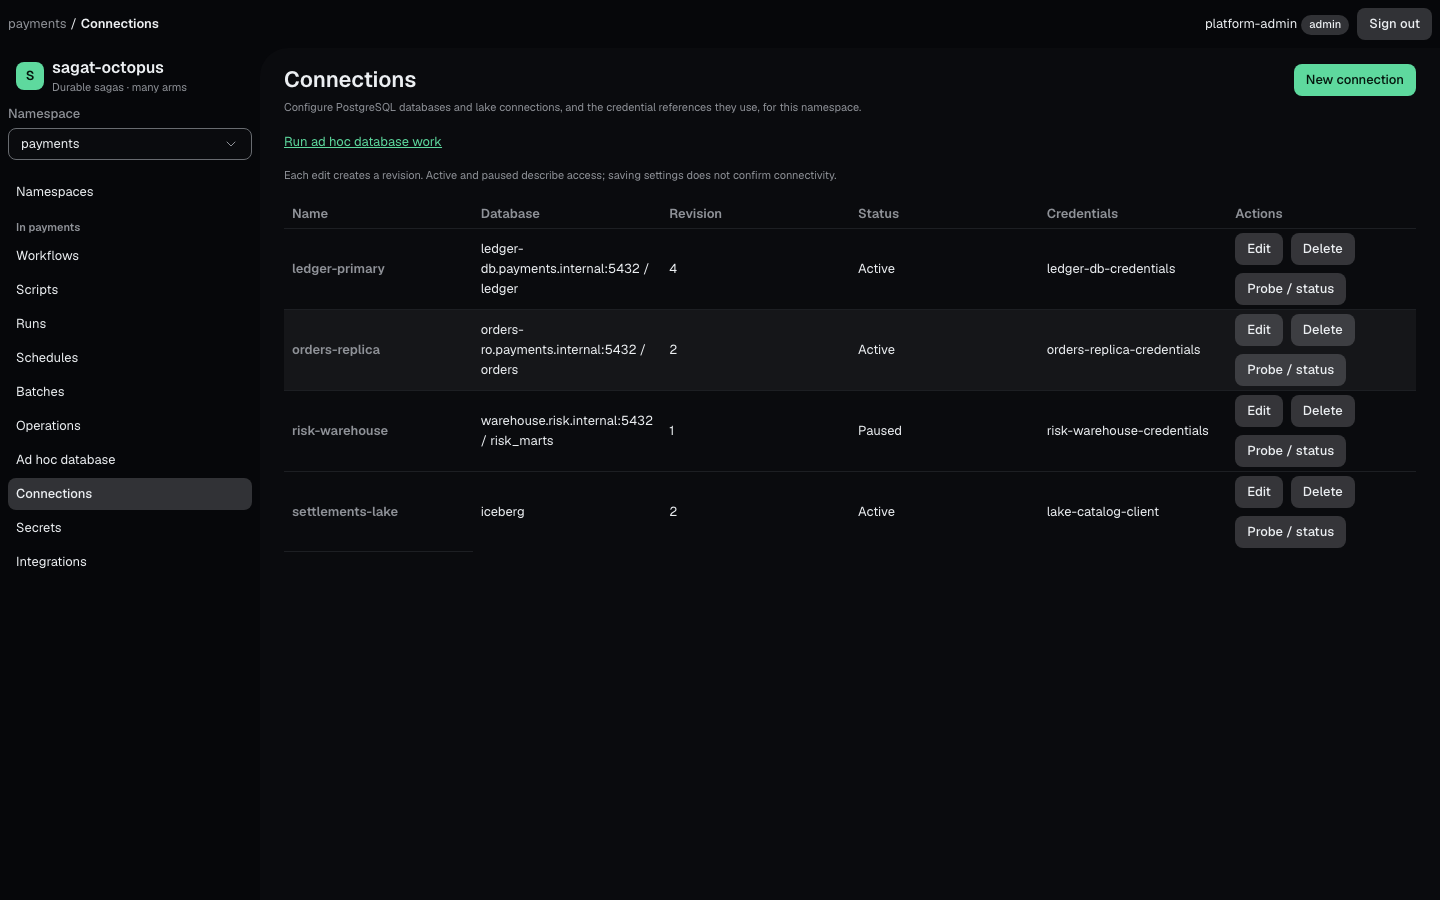 payments / Connections
platform-admin admin Sign out
S
sagat-octopus
Durable sagas · many arms
Namespace
payments
Namespaces
In payments
Workflows
Scripts
Runs
Schedules
Batches
Operations
Ad hoc database
Connections
Secrets
Integrations
Connections
New connection
Configure PostgreSQL databases and lake connections, and the credential references they use, for this namespace.
Run ad hoc database work
Each edit creates a revision. Active and paused describe access; saving settings does not confirm connectivity.
Name Database Revision Status Credentials Actions
ledger-primary
ledger-
db.payments.internal:5432 /
ledger
4
Active
ledger-db-credentials
Edit Delete
Probe / status
orders-replica
orders-
ro.payments.internal:5432 /
orders
2
Active
orders-replica-credentials
Edit Delete
Probe / status
risk-warehouse
warehouse.risk.internal:5432
/ risk_marts
1
Paused
risk-warehouse-credentials
Edit Delete
Probe / status
settlements-lake
iceberg
2
Active
lake-catalog-client
Edit Delete
Probe / status